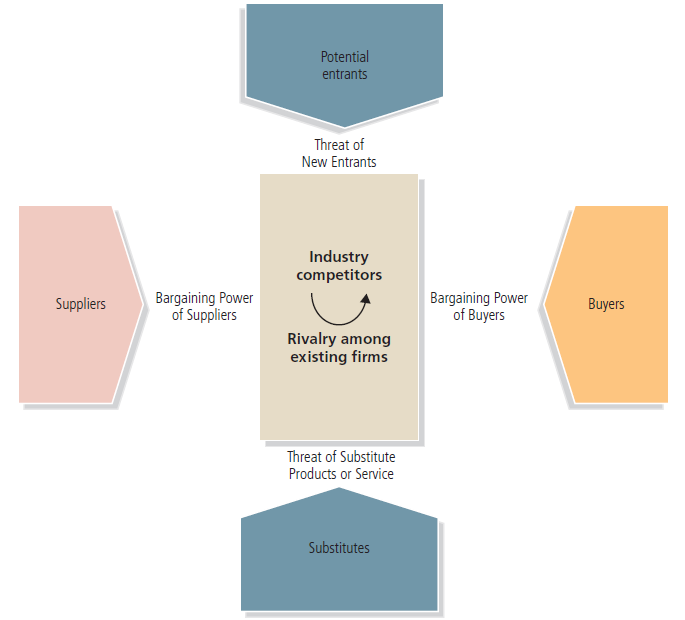 Potential
entrants
Threat of
New Entrants
Industry
competitors
Rivalry among
existing firms
Suppliers
Bargaining Power
of Suppliers
Bargaining Power
of Buyers
Buyers
Threat of Substitute
Products or Service
Substitutes